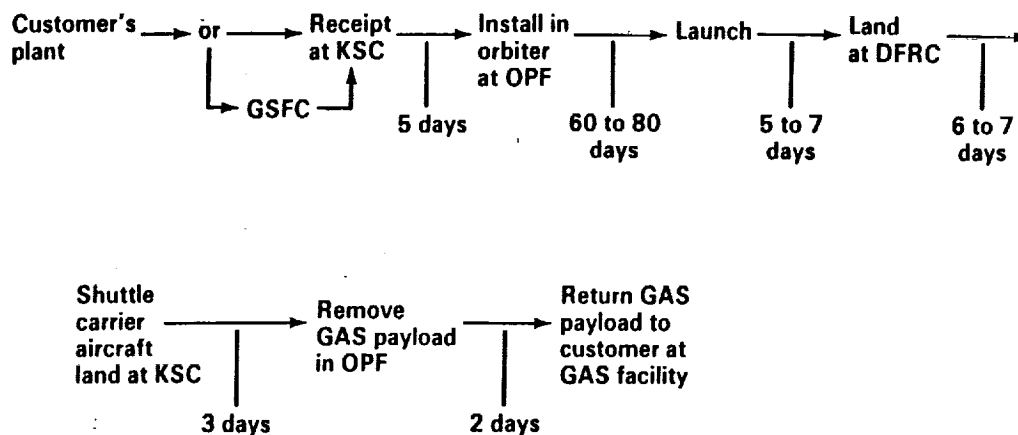 Customer's
plant
or
GSFC
Receipt
at KSC
5 days
Install in
orbiter
at OPF
60 to 80
days
Launch
5 to 7
days
Land
at DFRC
6 to 7
days
Shuttle
carrier
aircraft
land at KSC
3 days
Remove
GAS payload
in OPF
2 days
Return GAS
payload to
customer at
GAS facility